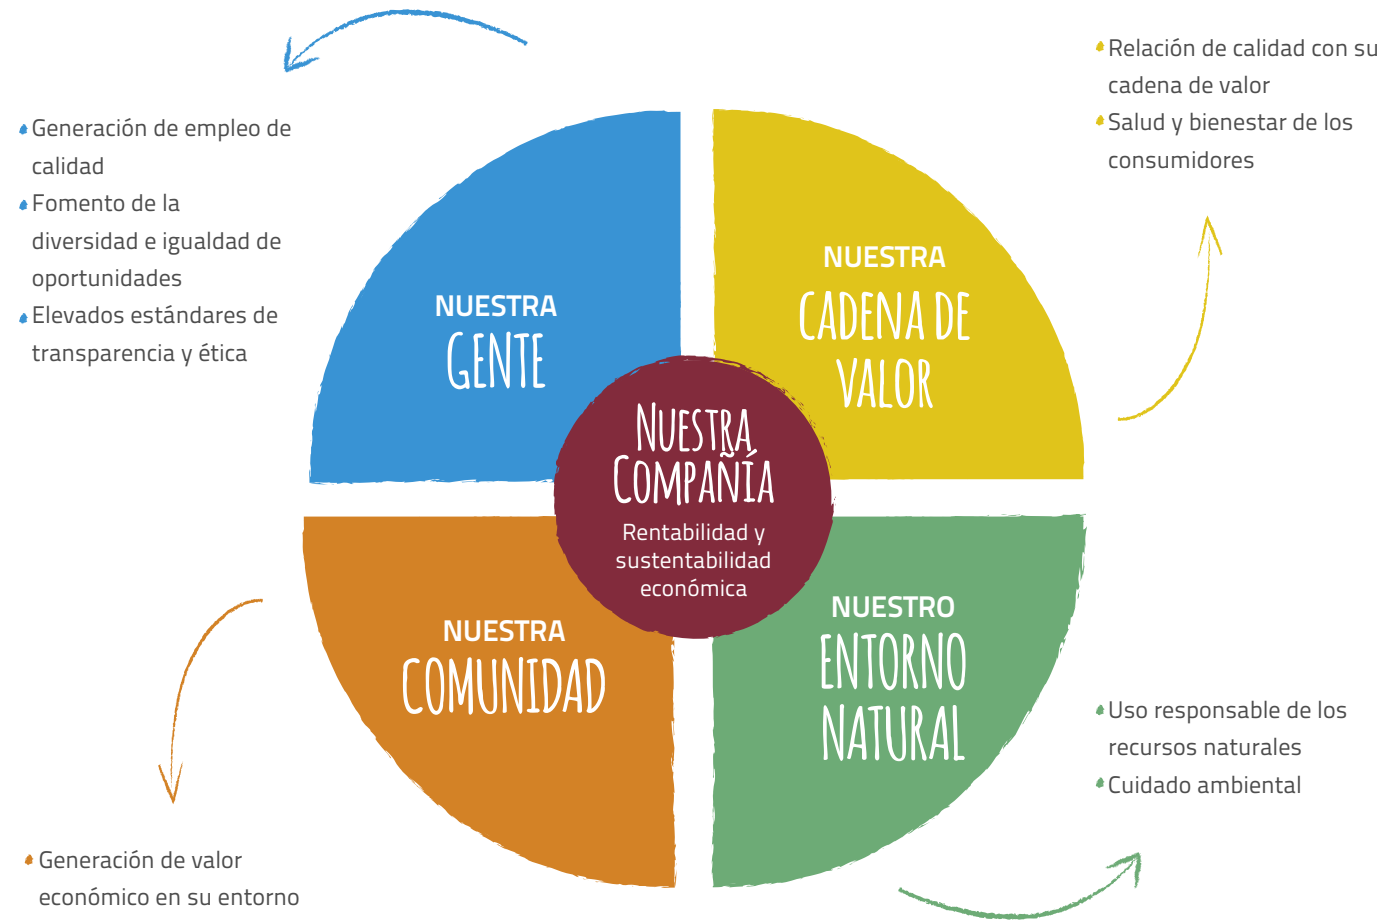 Generación de empleo de
calidad
Fomento de la
diversidad e igualdad de
oportunidades
Elevados estándares de
transparencia y ética
NUESTRA
GENTE
Relación de calidad con su
cadena de valor
Salud y bienestar de los
consumidores
NUESTRA
CADENA DE
VALOR
NUESTRA
COMPAÑÍA
Rentabilidad y
sustentabilidad
económica
NUESTRA
COMUNIDAD
Generación de valor
económico en su entorno
NUESTRO
ENTORNO
NATURAL
Uso responsable de los
recursos naturales
Cuidado ambiental